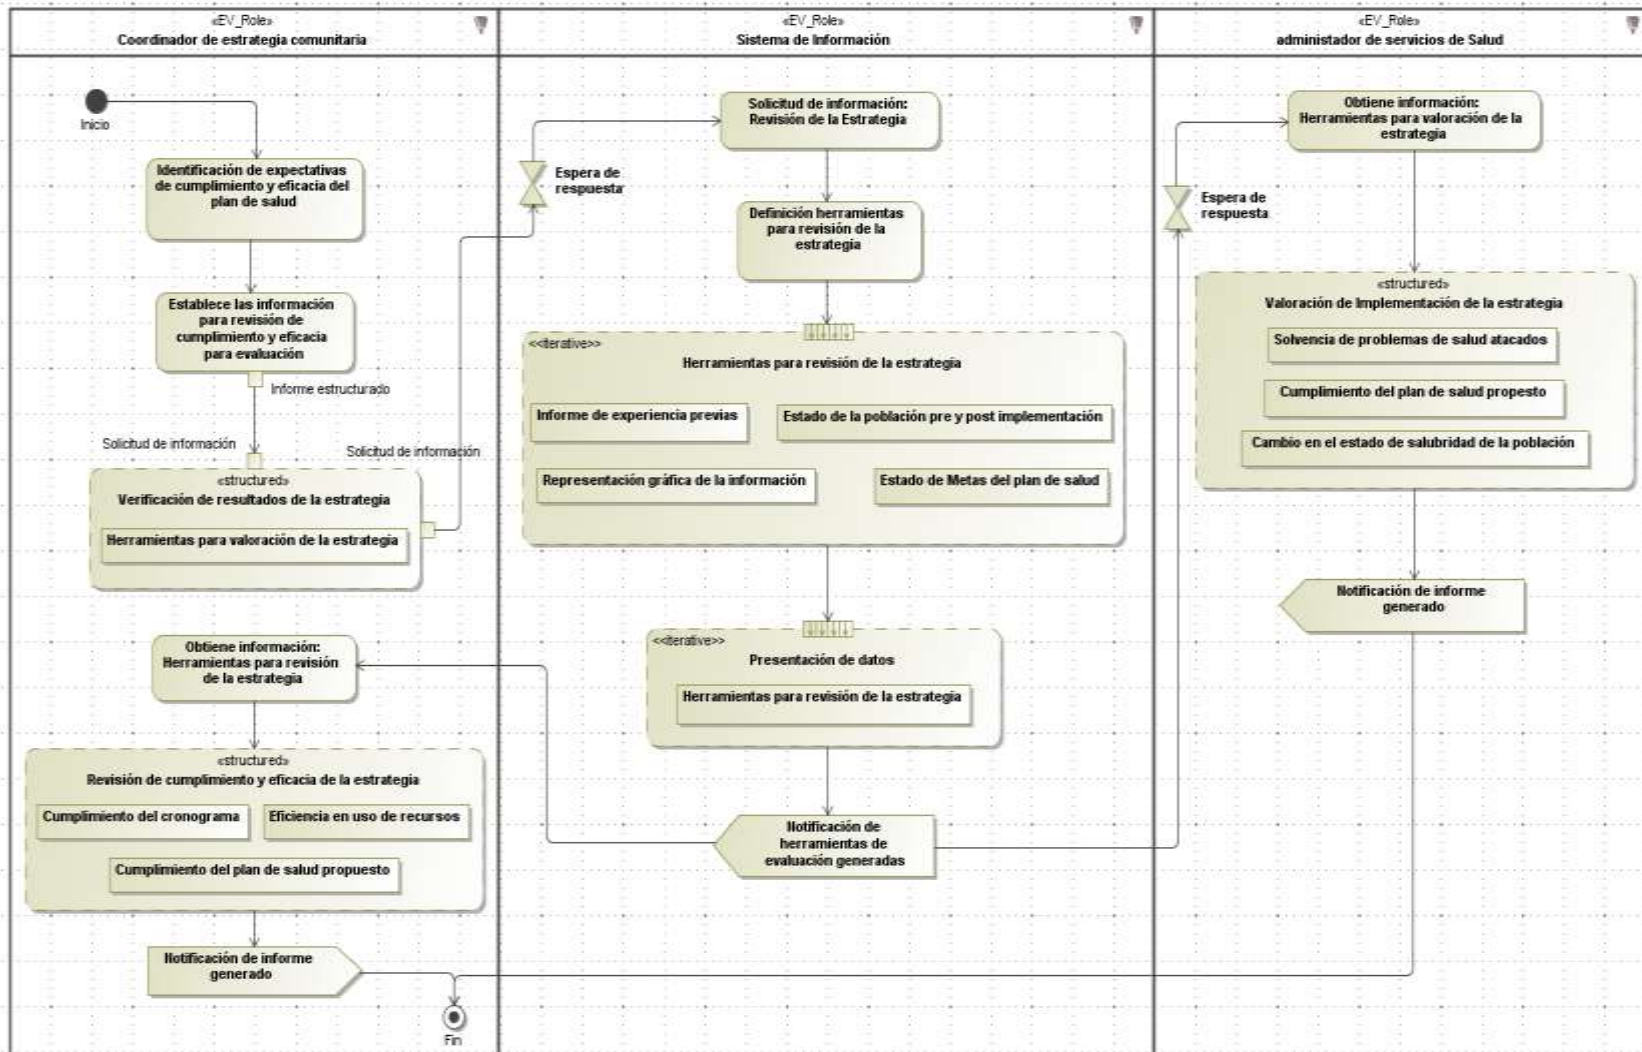 «EV_Role»
Coordinador de estrategia comunitaria
Inicio
Identificación de expectativas
de cumplimiento y eficacia del
plan de salud
Establece las información
para revisión de
cumplimiento y eficacia
para evaluación
Informe estructurado
Solicitud de información
Solicitud de información
«structured»
Verificación de resultados de la estrategia
Herramientas para valoración de la estrategia
Obtiene información:
Herramientas para revisión
de la estrategia
«structured»
Revisión de cumplimiento y eficacia de la estrategia
Cumplimiento del cronograma
Eficiencia en uso de recursos
Cumplimiento del plan de salud propuesto
Notificación de informe
generado
Fin
«EV_Role»
Sistema de Información
Espera de
respuesta
Solicitud de información:
Revisión de la Estrategia
Definición herramientas
para revisión de la
estrategia
<<iterative>>
Herramientas para revisión de la estrategia
Informe de experiencia previas
Estado de la población pre y post implementación
Representación gráfica de la información
Estado de Metas del plan de salud
<<iterative>>
Presentación de datos
Herramientas para revisión de la estrategia
Notificación de
herramientas de
evaluación generadas
«EV_Role»
administador de servicios de Salud
Espera de
respuesta
Obtiene información:
Herramientas para valoración de la
estrategia
«structured»
Valoración de Implementación de la estrategia
Solvencia de problemas de salud atacados
Cumplimiento del plan de salud propesto
Cambio en el estado de salubridad de la población
Notificación de informe
generado